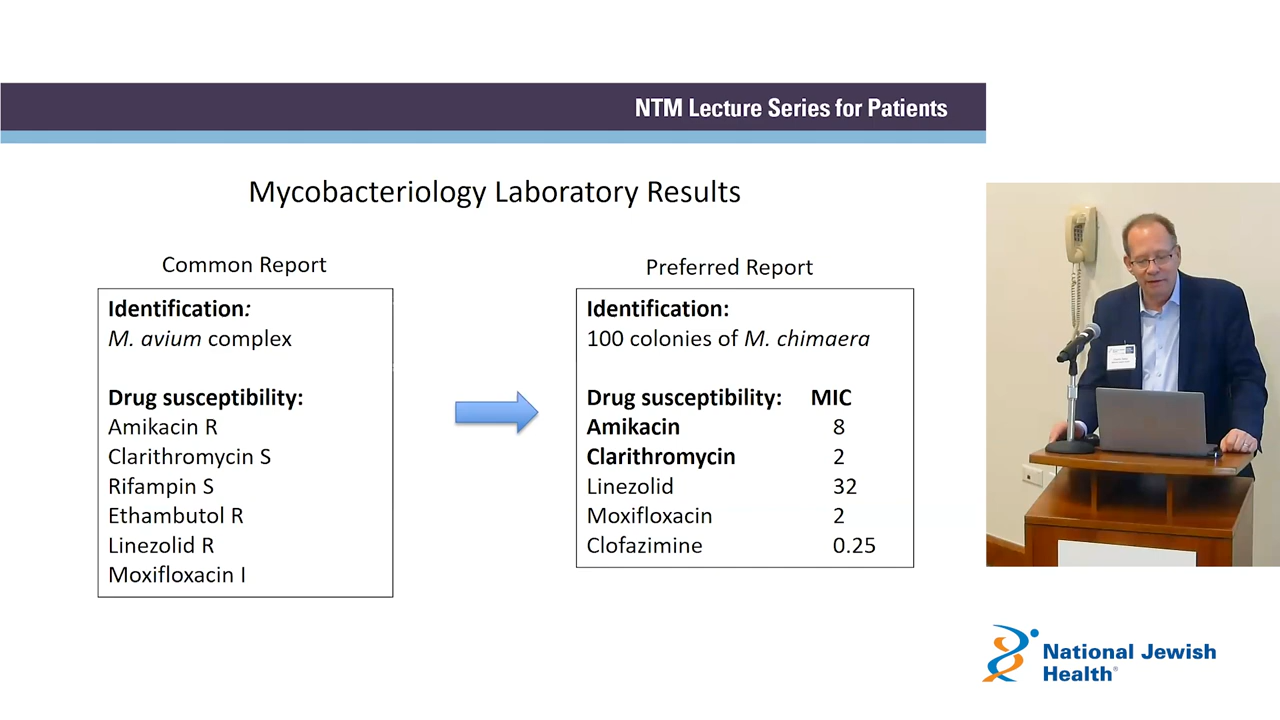 NTM Lecture Series for Patients
Mycobacteriology Laboratory Results
Common Report
Identification:
M. avium complex
Drug susceptibility:
Amikacin R
Clarithromycin S
Rifampin S
Ethambutol R
Linezolid R
Moxifloxacin I
Preferred Report
Identification:
100 colonies of M. chimaera
Drug susceptibility: MIC
Amikacin 8
Clarithromycin 2
Linezolid 32
Moxifloxacin 2
Clofazimine 0.25
National Jewish
Health®